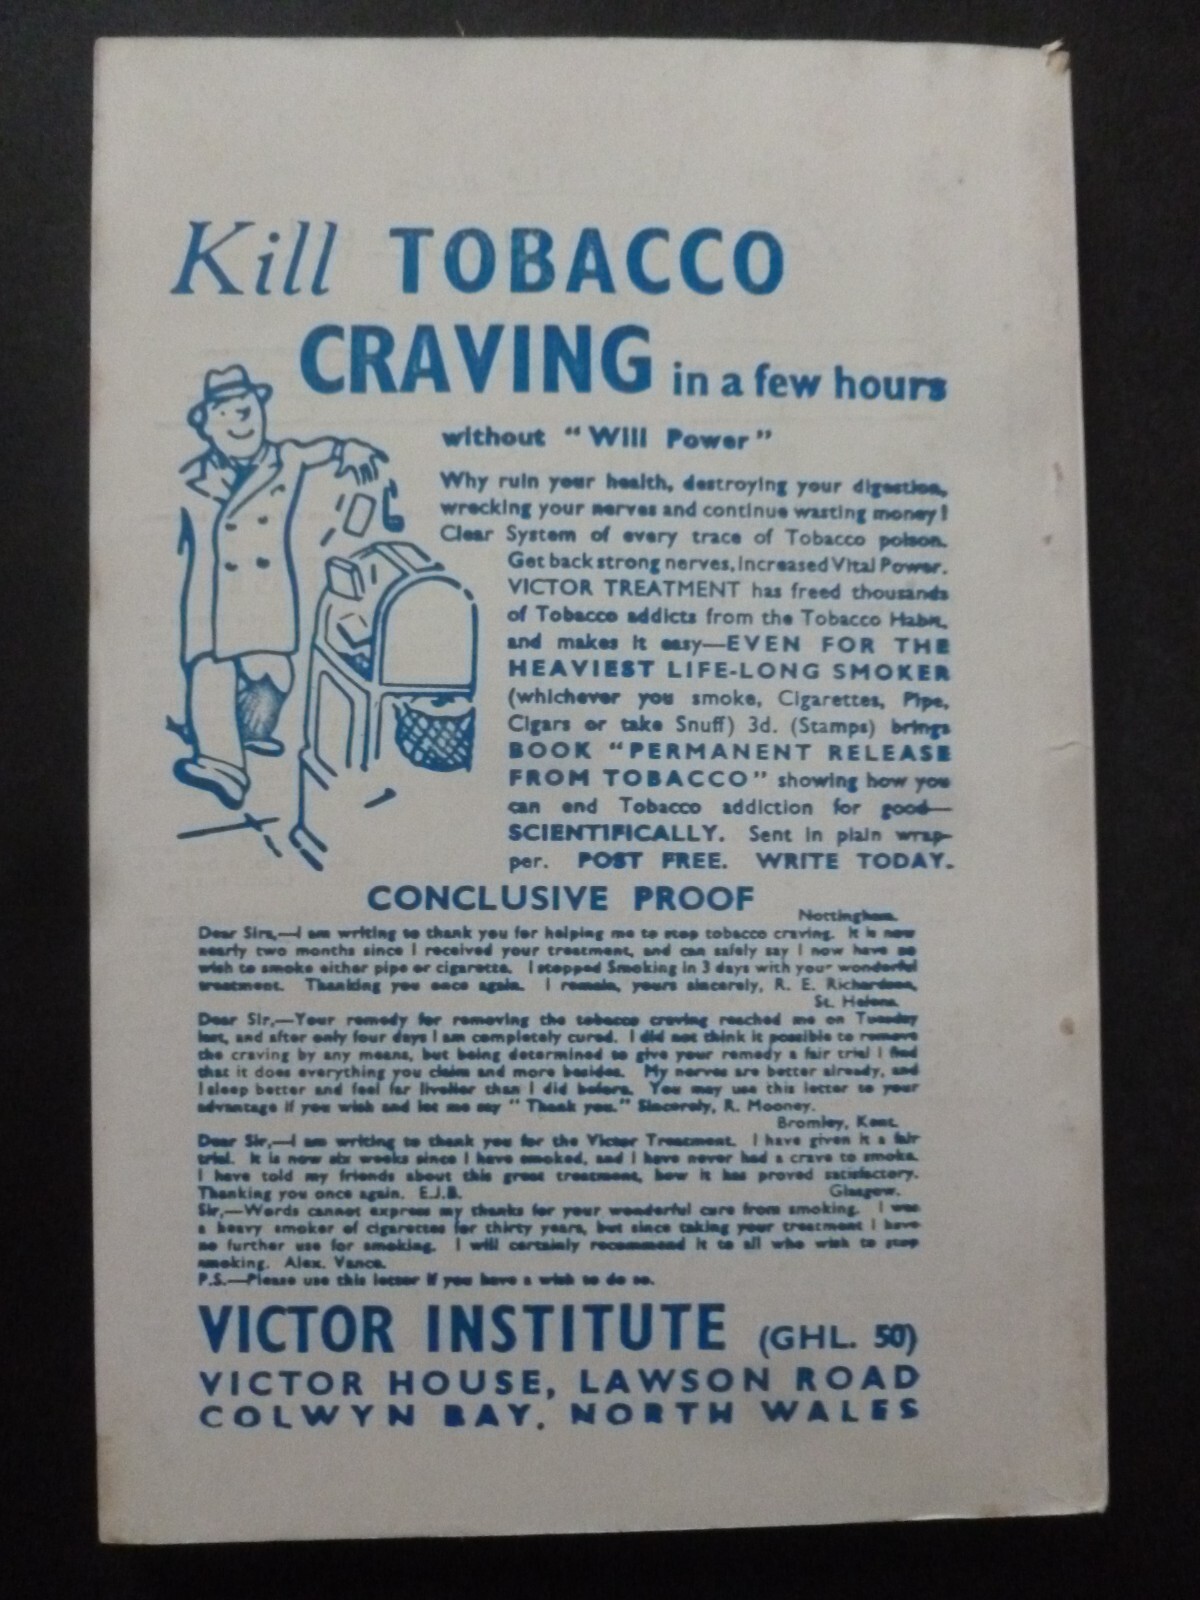 Kill TOBACCO
CRAVING in a few hours
without "Will Power"
Why ruin your health, destroying your digestion,
wrecking your nerves and continue wasting money!
Clear System of every trace of Tobacco poison.
Get back strong nerves, increased Vital Power.
VICTOR TREATMENT has freed thousands
of Tobacco addicts from the Tobacco Habit,
and makes it easy—EVEN FOR THE
HEAVIEST LIFE-LONG SMOKER
(whichever you smoke, Cigarettes, Pipe,
Cigars or take Snuff) 3d. (Stamps) brings
BOOK "PERMANENT RELEASE
FROM TOBACCO" showing how you
can end Tobacco addiction for good—
SCIENTIFICALLY. Sent in plain wrap-
per. POST FREE. WRITE TODAY.
CONCLUSIVE PROOF
Nottingham.
Dear Sirs,—I am writing to thank you for helping me to stop tobacco craving. It is now
nearly two months since I received your treatment, and can safely say I now have no
wish to smoke either pipe or cigarette. I stopped Smoking in 3 days with your wonderful
treatment. Thanking you once again. I remain, yours sincerely, R. E. Richardson,
St. Helens.
Dear Sir,—Your remedy for removing the tobacco craving reached me on Tuesday
last, and after only four days I am completely cured. I did not think it possible to remove
the craving by any means, but being determined to give your remedy a fair trial I find
that it does everything you claim and more besides. My nerves are better already, and
I sleep better and feel far livelier than I did before. You may use this letter to your
advantage if you wish and let me say "Thank you." Sincerely, R. Mooney.
Bromley, Kent.
Dear Sir,—I am writing to thank you for the Victor Treatment. I have given it a fair
trial. It is now six weeks since I have smoked, and I have never had a crave to smoke.
I have told my friends about this great treatment, how it has proved satisfactory.
Thanking you once again. E.J.B.
Glasgow.
Sir,—Words cannot express my thanks for your wonderful cure from smoking. I was
a heavy smoker of cigarettes for thirty years, but since taking your treatment I have
no further use for smoking. I will certainly recommend it to all who wish to stop
smoking. Alex. Vance.
P.S.—Please use this letter if you have a wish to do so.
VICTOR INSTITUTE (GHL. 50)
VICTOR HOUSE, LAWSON ROAD
COLWYN BAY, NORTH WALES